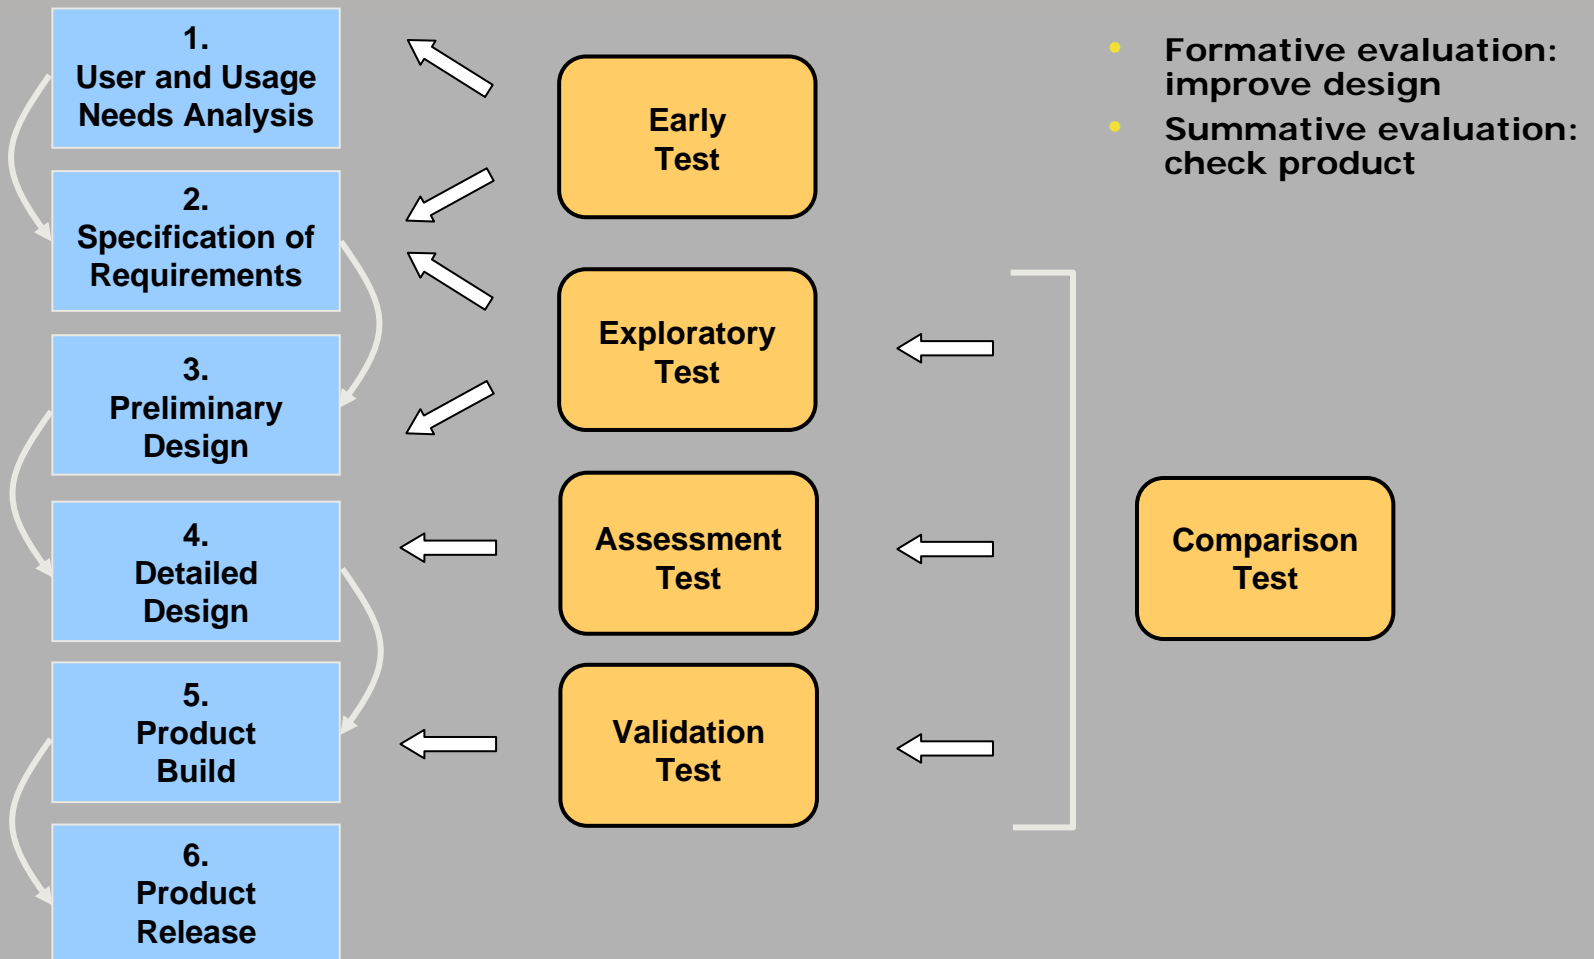 1.
User and Usage
Needs Analysis
2.
Specification of
Requirements
3.
Preliminary
Design
4.
Detailed
Design
5.
Product
Build
6.
Product
Release
Early
Test
Exploratory
Test
Assessment
Test
Validation
Test
Comparison
Test
• Formative evaluation:
improve design
• Summative evaluation:
check product